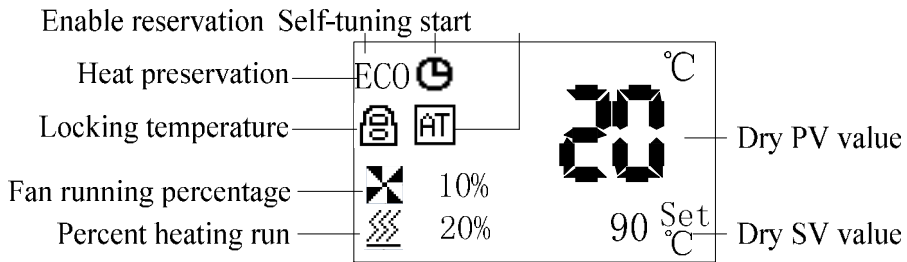 Enable reservation Self-tuning start
Heat preservation ECO °C
Locking temperature AT 20 Dry PV value
Fan running percentage 10%
Percent heating run 20% 90 Set °C Dry SV value